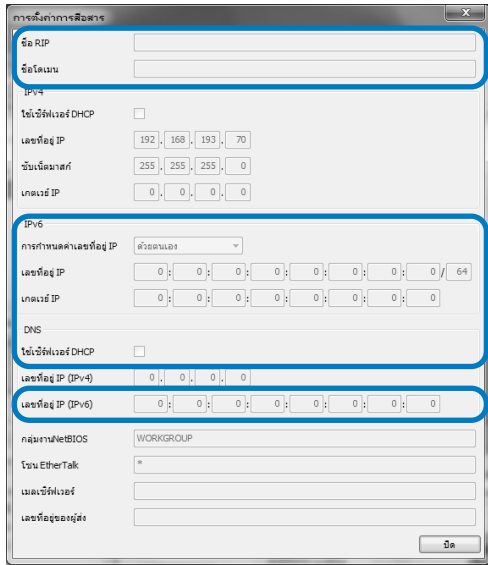 การตั้งค่าการสื่อสาร
ชื่อ RIP
ชื่อโดเมน
IPv4
ใช้เซิร์ฟเวอร์ DHCP
เลขที่อยู่ IP 192 . 168 . 193 . 70
ซับเน็ตมาสก์ 255 . 255 . 255 . 0
เกตเวย์ IP 0 . 0 . 0 . 0
IPv6
การกำหนดค่าเลขที่อยู่ IP ด้วยตนเอง
เลขที่อยู่ IP 0 : 0 : 0 : 0 : 0 : 0 : 0 : 0 / 64
เกตเวย์ IP 0 : 0 : 0 : 0 : 0 : 0 : 0 : 0
DNS
ใช้เซิร์ฟเวอร์ DHCP
เลขที่อยู่ IP (IPv4) 0 . 0 . 0 . 0
เลขที่อยู่ IP (IPv6) 0 : 0 : 0 : 0 : 0 : 0 : 0 : 0
กลุ่มงานNetBIOS WORKGROUP
โซน EtherTalk *
เมลเซิร์ฟเวอร์
เลขที่อยู่ของผู้ส่ง
ปิด